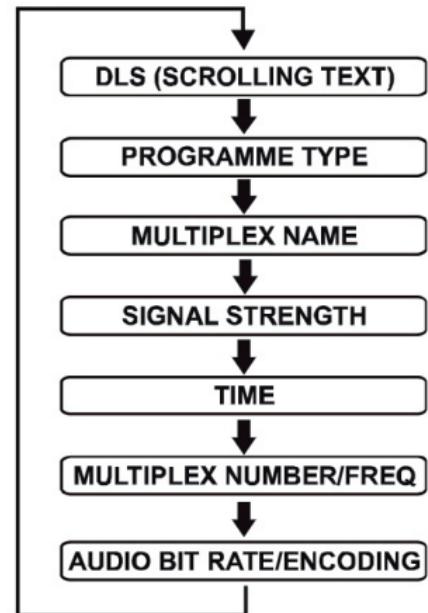 DLS (SCROLLING TEXT)
PROGRAMME TYPE
MULTIPLEX NAME
SIGNAL STRENGTH
TIME
MULTIPLEX NUMBER/FREQ
AUDIO BIT RATE/ENCODING